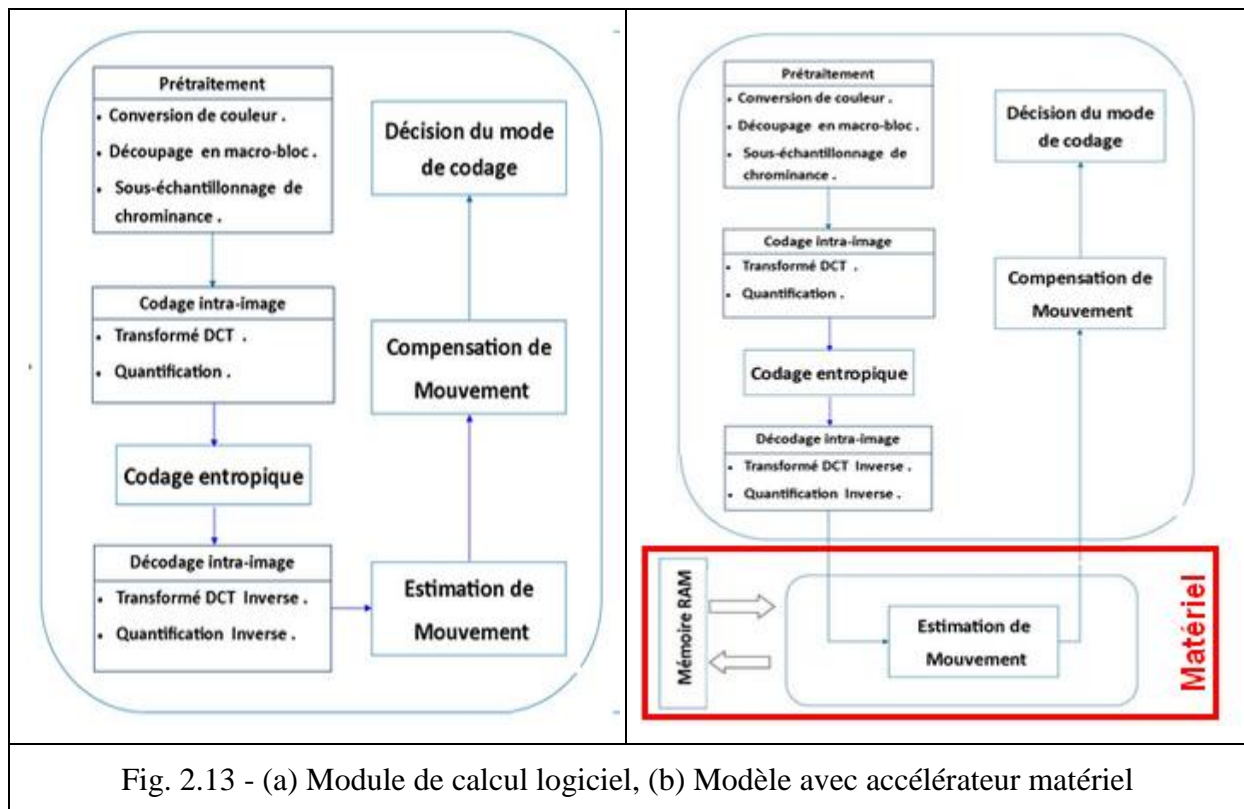 Prétraitement
• Conversion de couleur .
• Découpage en macro-bloc .
• Sous-échantillonnage de
chrominance .
Codage intra-image
• Transformé DCT .
• Quantification .
Codage entropique
Décodage intra-image
• Transformé DCT Inverse .
• Quantification Inverse .
Décision du mode
de codage
Compensation de
Mouvement
Estimation de
Mouvement
Prétraitement
• Conversion de couleur .
• Découpage en macro-bloc .
• Sous-échantillonnage de
chrominance .
Codage intra-image
• Transformé DCT .
• Quantification .
Codage entropique
Décodage intra-image
• Transformé DCT Inverse .
• Quantification Inverse .
Décision du mode
de codage
Compensation de
Mouvement
Mémoire RAM
Estimation de
Mouvement
Matériel
Fig. 2.13 - (a) Module de calcul logiciel, (b) Modèle avec accélérateur matériel